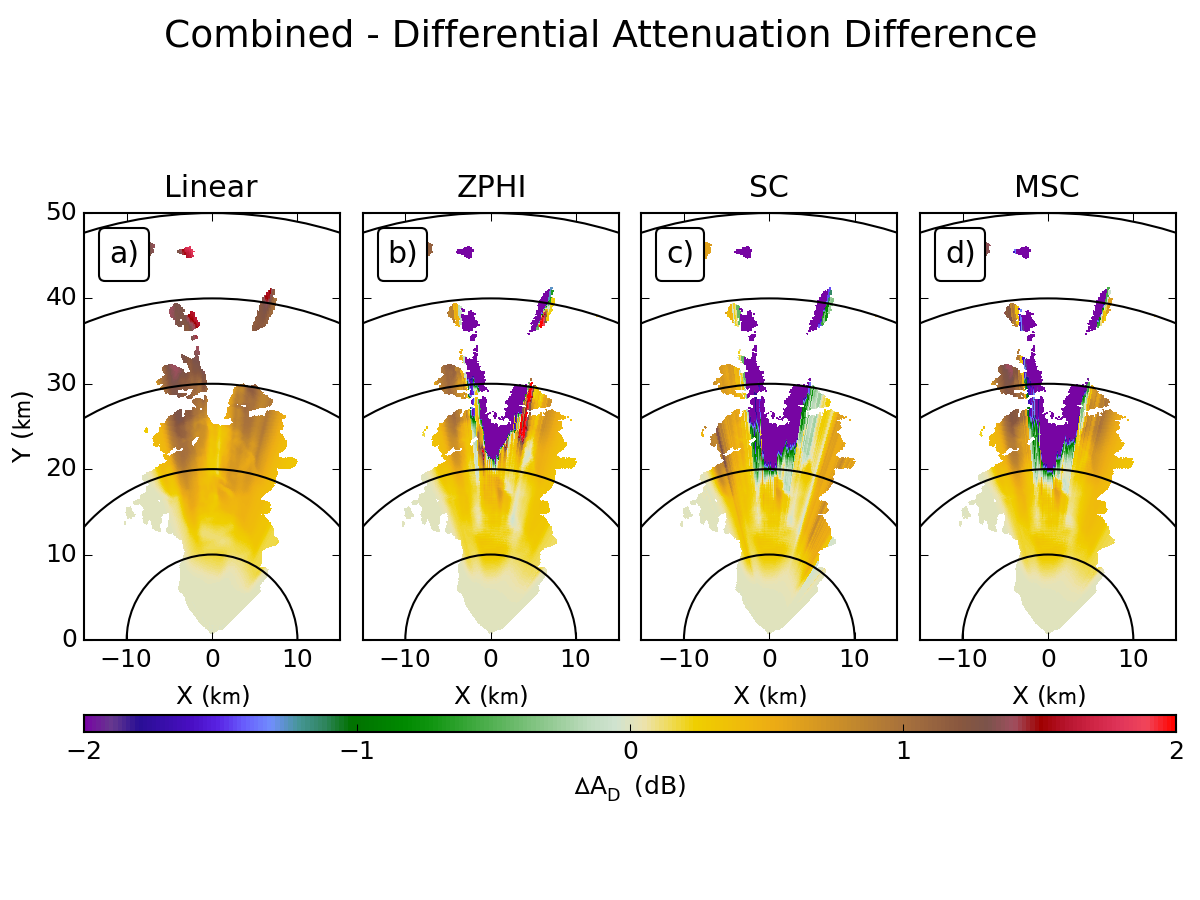 Combined - Differential Attenuation Difference
Linear ZPHI SC MSC
a) b) c) d)
50
40
30
20
10
0
Y (km)
−10 0 10 −10 0 10 −10 0 10 −10 0 10
X (km) X (km) X (km) X (km)
−2 −1 0 1 2
ΔA_D (dB)